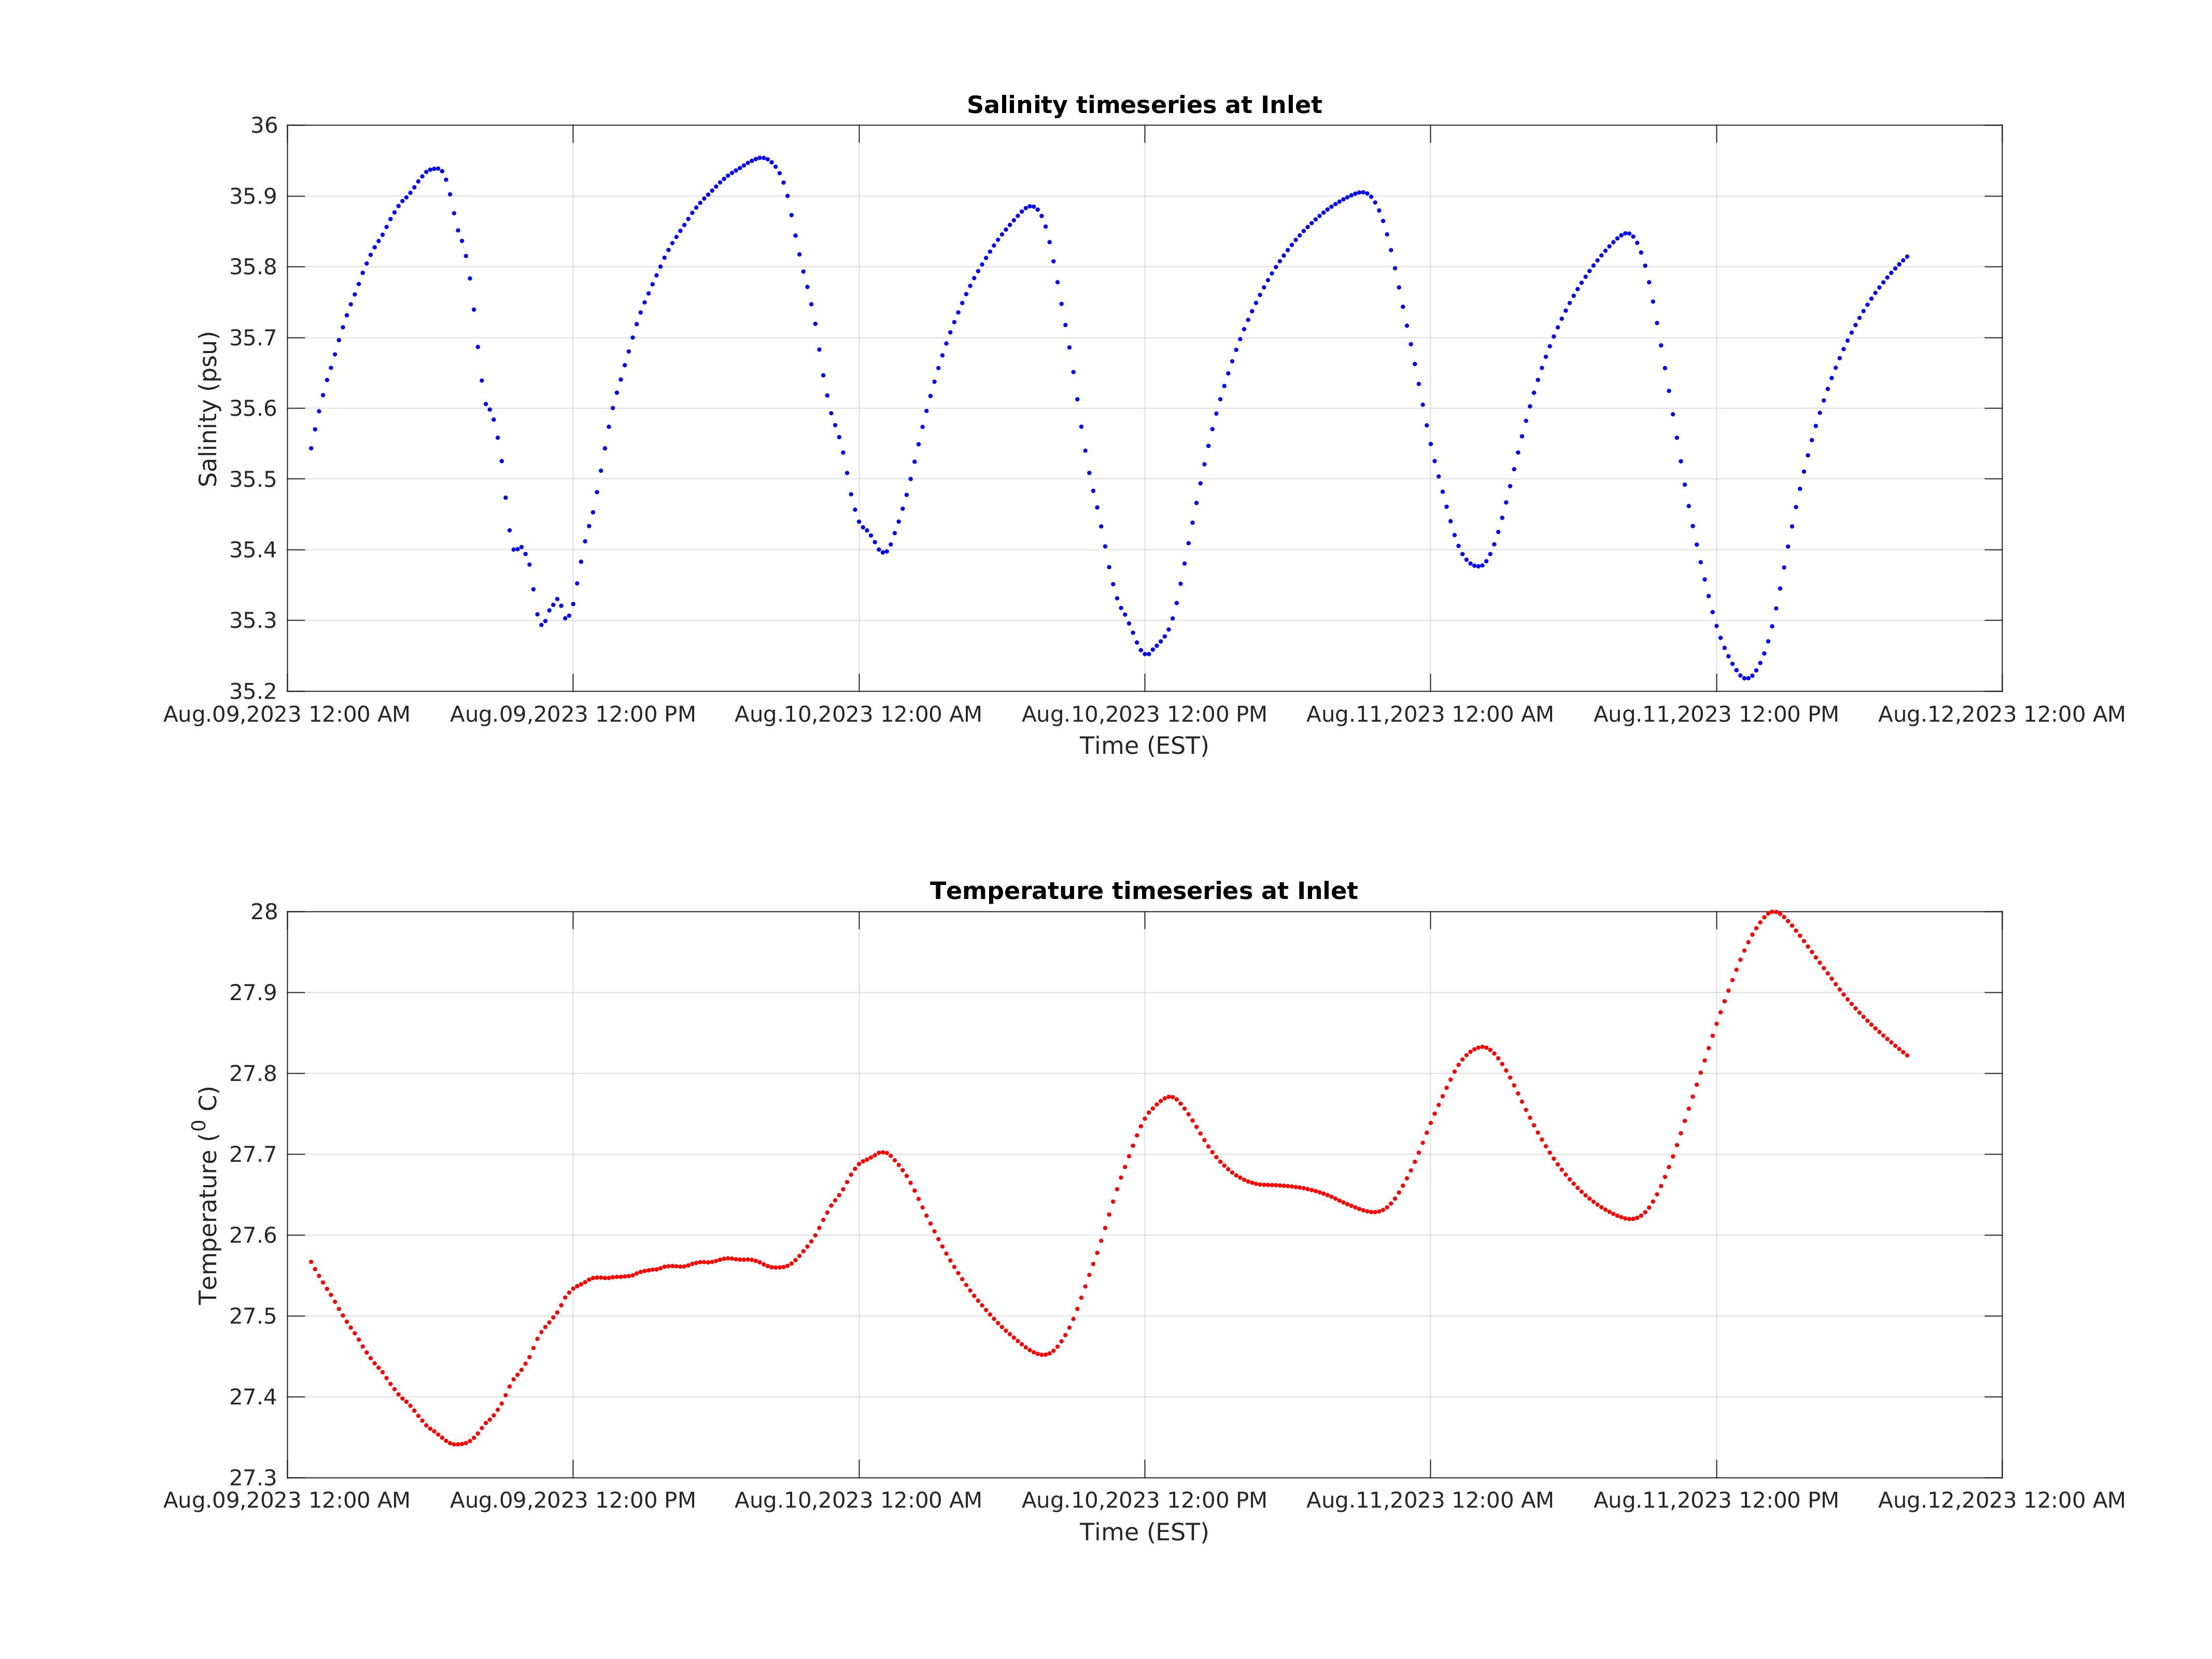 Salinity timeseries at Inlet
36
35.9
35.8
35.7
35.6
35.5
35.4
35.3
35.2
Salinity (psu)
Aug.09,2023 12:00 AM Aug.09,2023 12:00 PM Aug.10,2023 12:00 AM Aug.10,2023 12:00 PM Aug.11,2023 12:00 AM Aug.11,2023 12:00 PM Aug.12,2023 12:00 AM
Time (EST)
Temperature timeseries at Inlet
28
27.9
27.8
27.7
27.6
27.5
27.4
27.3
Temperature (⁰ C)
Aug.09,2023 12:00 AM Aug.09,2023 12:00 PM Aug.10,2023 12:00 AM Aug.10,2023 12:00 PM Aug.11,2023 12:00 AM Aug.11,2023 12:00 PM Aug.12,2023 12:00 AM
Time (EST)